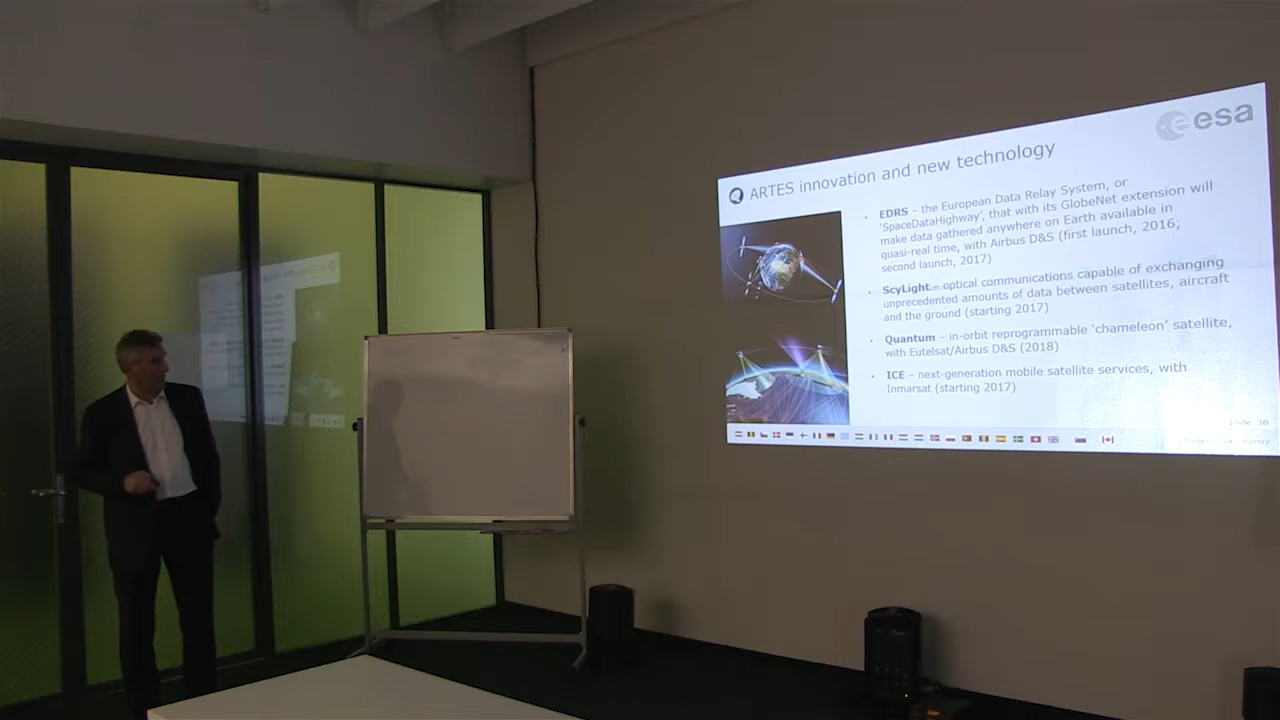 esa
ARTES innovation and new technology
• EDRS – the European Data Relay System, or
'SpaceDataHighway', that with its GlobeNet extension will
make data gathered anywhere on Earth available in
quasi-real time, with Airbus D&S (first launch, 2016;
second launch, 2017)
• ScyLight – optical communications capable of exchanging
unprecedented amounts of data between satellites, aircraft
and the ground (starting 2017)
• Quantum – in-orbit reprogrammable 'chameleon' satellite,
with Eutelsat/Airbus D&S (2018)
• ICE – next-generation mobile satellite services, with
Inmarsat (starting 2017)
Slide 30
Agency